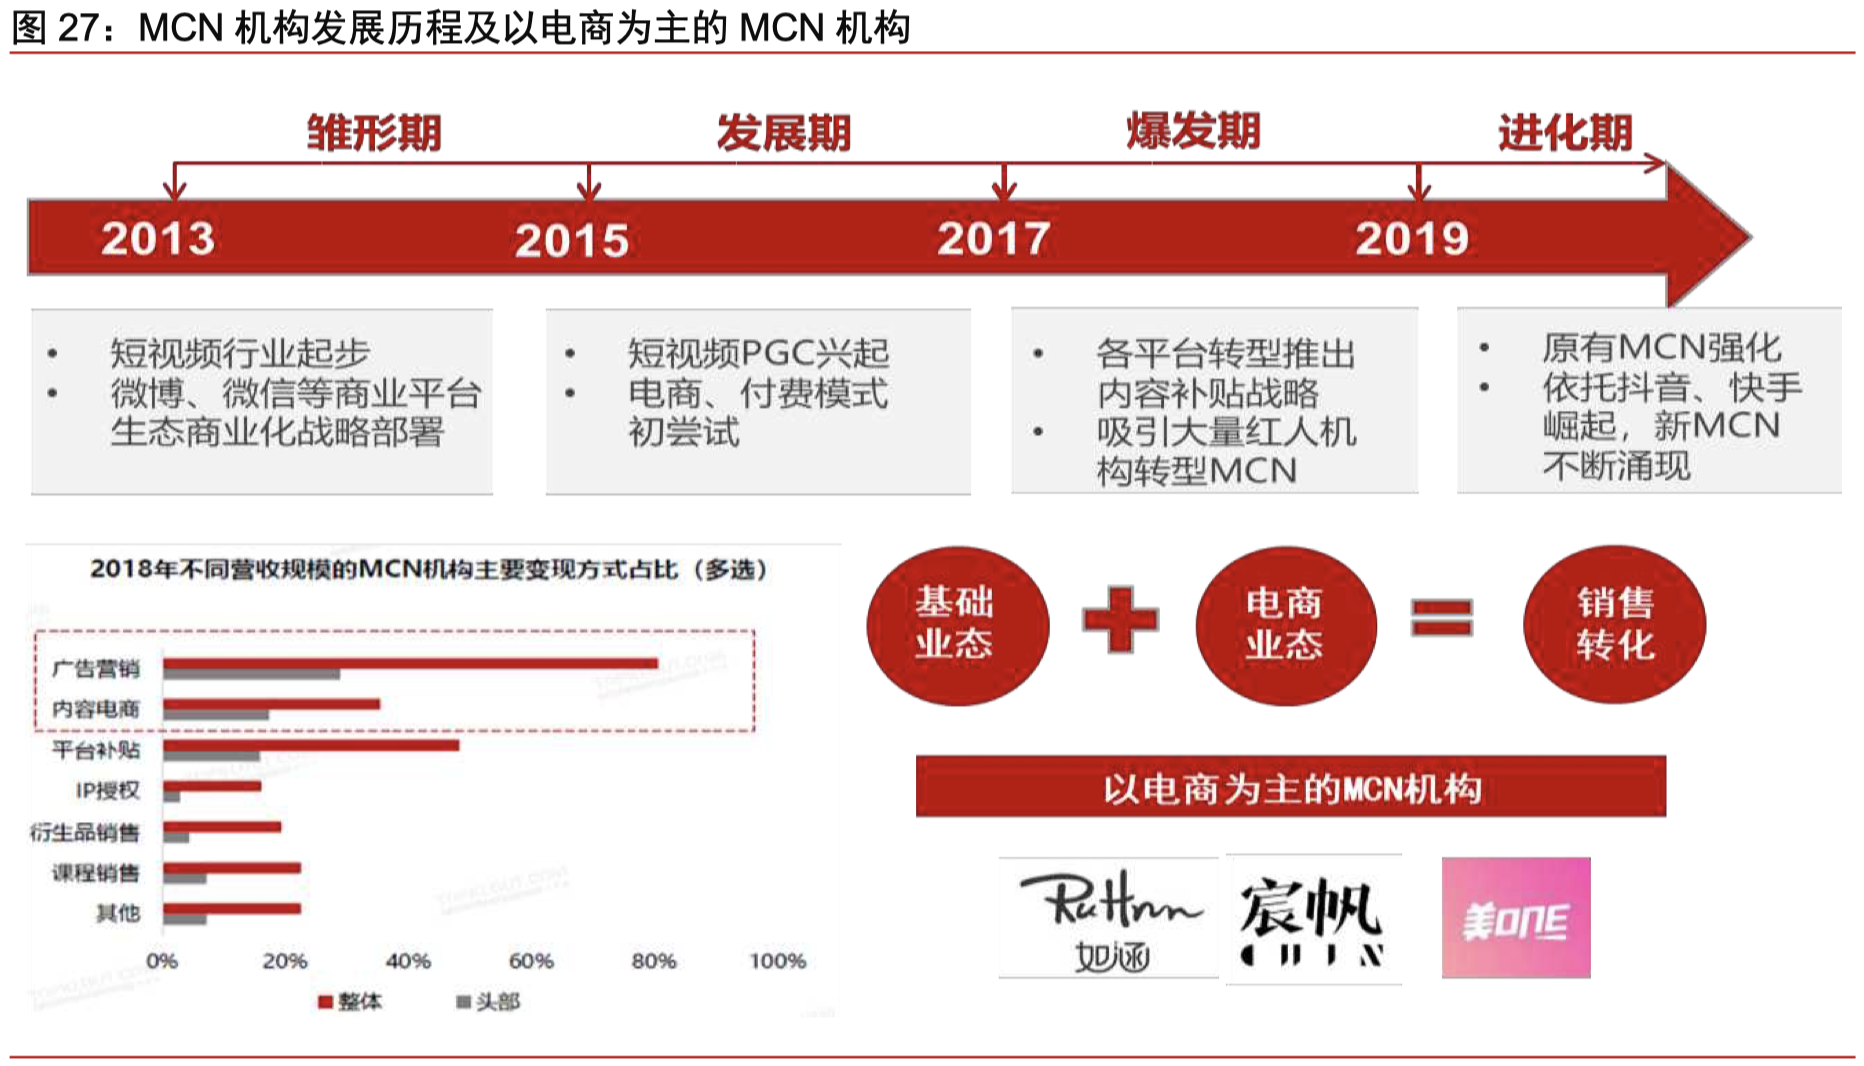 图 27：MCN 机构发展历程及以电商为主的 MCN 机构
雏形期
发展期
爆发期
进化期
2013
2015
2017
2019
• 短视频行业起步
• 微博、微信等商业平台
生态商业化战略部署
• 短视频PGC兴起
• 电商、付费模式
初尝试
• 各平台转型推出
内容补贴战略
• 吸引大量红人机
构转型MCN
• 原有MCN强化
• 依托抖音、快手
崛起，新MCN
不断涌现
2018年不同营收规模的MCN机构主要变现方式占比（多选）
广告营销
内容电商
平台补贴
IP授权
衍生品销售
课程销售
其他
0%
20%
40%
60%
80%
100%
整体
头部
基础
业态
+
电商
业态
=
销售
转化
以电商为主的MCN机构
RuHnn
如涵
宸帆
CHIN
美ONE